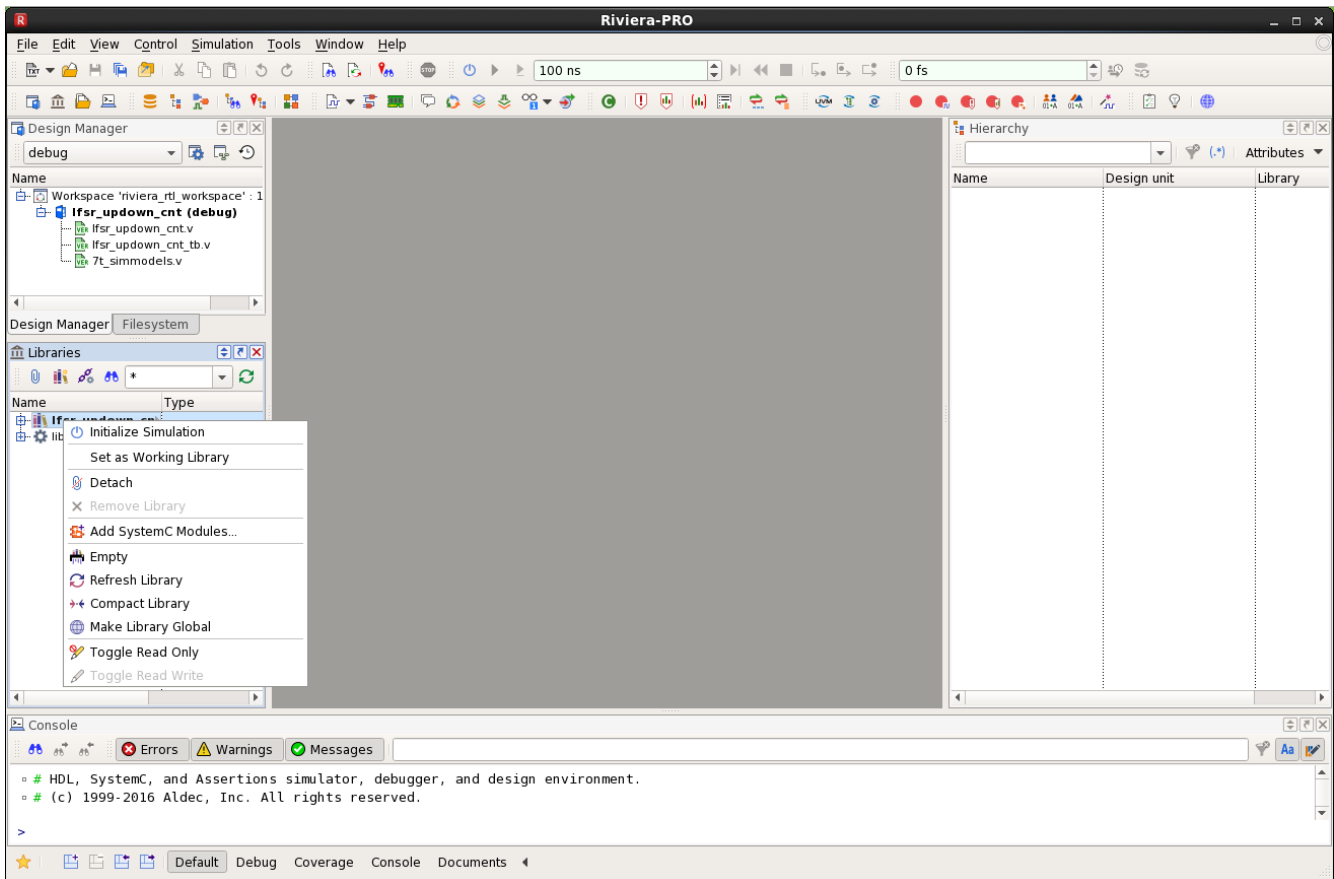 Riviera-PRO
File Edit View Control Simulation Tools Window Help
100 ns
0 fs
Design Manager
debug
Name
Workspace 'riviera_rtl_workspace' : 1
lfsr_updown_cnt (debug)
lfsr_updown_cnt.v
lfsr_updown_cnt_tb.v
7t_simmodels.v
Design Manager Filesystem
Libraries
*
Name Type
lfsr_updown_cn
lib
Initialize Simulation
Set as Working Library
Detach
Remove Library
Add SystemC Modules...
Empty
Refresh Library
Compact Library
Make Library Global
Toggle Read Only
Toggle Read Write
Hierarchy
(.*) Attributes
Name Design unit Library
Console
Errors Warnings Messages
Aa
# HDL, SystemC, and Assertions simulator, debugger, and design environment.
# (c) 1999-2016 Aldec, Inc. All rights reserved.
>
Default Debug Coverage Console Documents